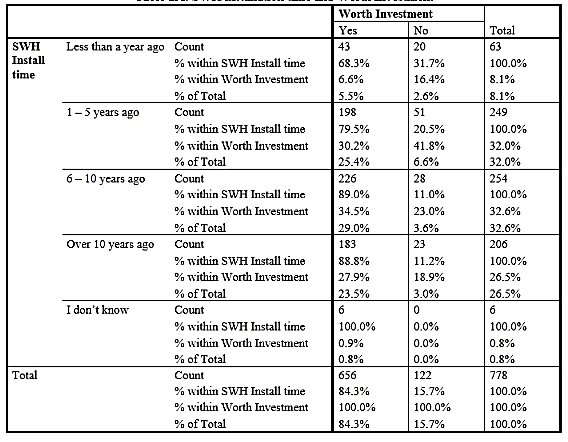 Worth Investment
Yes No Total
SWH Install time Less than a year ago Count 43 20 63
% within SWH Install time 68.3% 31.7% 100.0%
% within Worth Investment 6.6% 16.4% 8.1%
% of Total 5.5% 2.6% 8.1%
1 – 5 years ago Count 198 51 249
% within SWH Install time 79.5% 20.5% 100.0%
% within Worth Investment 30.2% 41.8% 32.0%
% of Total 25.4% 6.6% 32.0%
6 – 10 years ago Count 226 28 254
% within SWH Install time 89.0% 11.0% 100.0%
% within Worth Investment 34.5% 23.0% 32.6%
% of Total 29.0% 3.6% 32.6%
Over 10 years ago Count 183 23 206
% within SWH Install time 88.8% 11.2% 100.0%
% within Worth Investment 27.9% 18.9% 26.5%
% of Total 23.5% 3.0% 26.5%
I don't know Count 6 0 6
% within SWH Install time 100.0% 0.0% 100.0%
% within Worth Investment 0.9% 0.0% 0.8%
% of Total 0.8% 0.0% 0.8%
Total Count 656 122 778
% within SWH Install time 84.3% 15.7% 100.0%
% within Worth Investment 100.0% 100.0% 100.0%
% of Total 84.3% 15.7% 100.0%